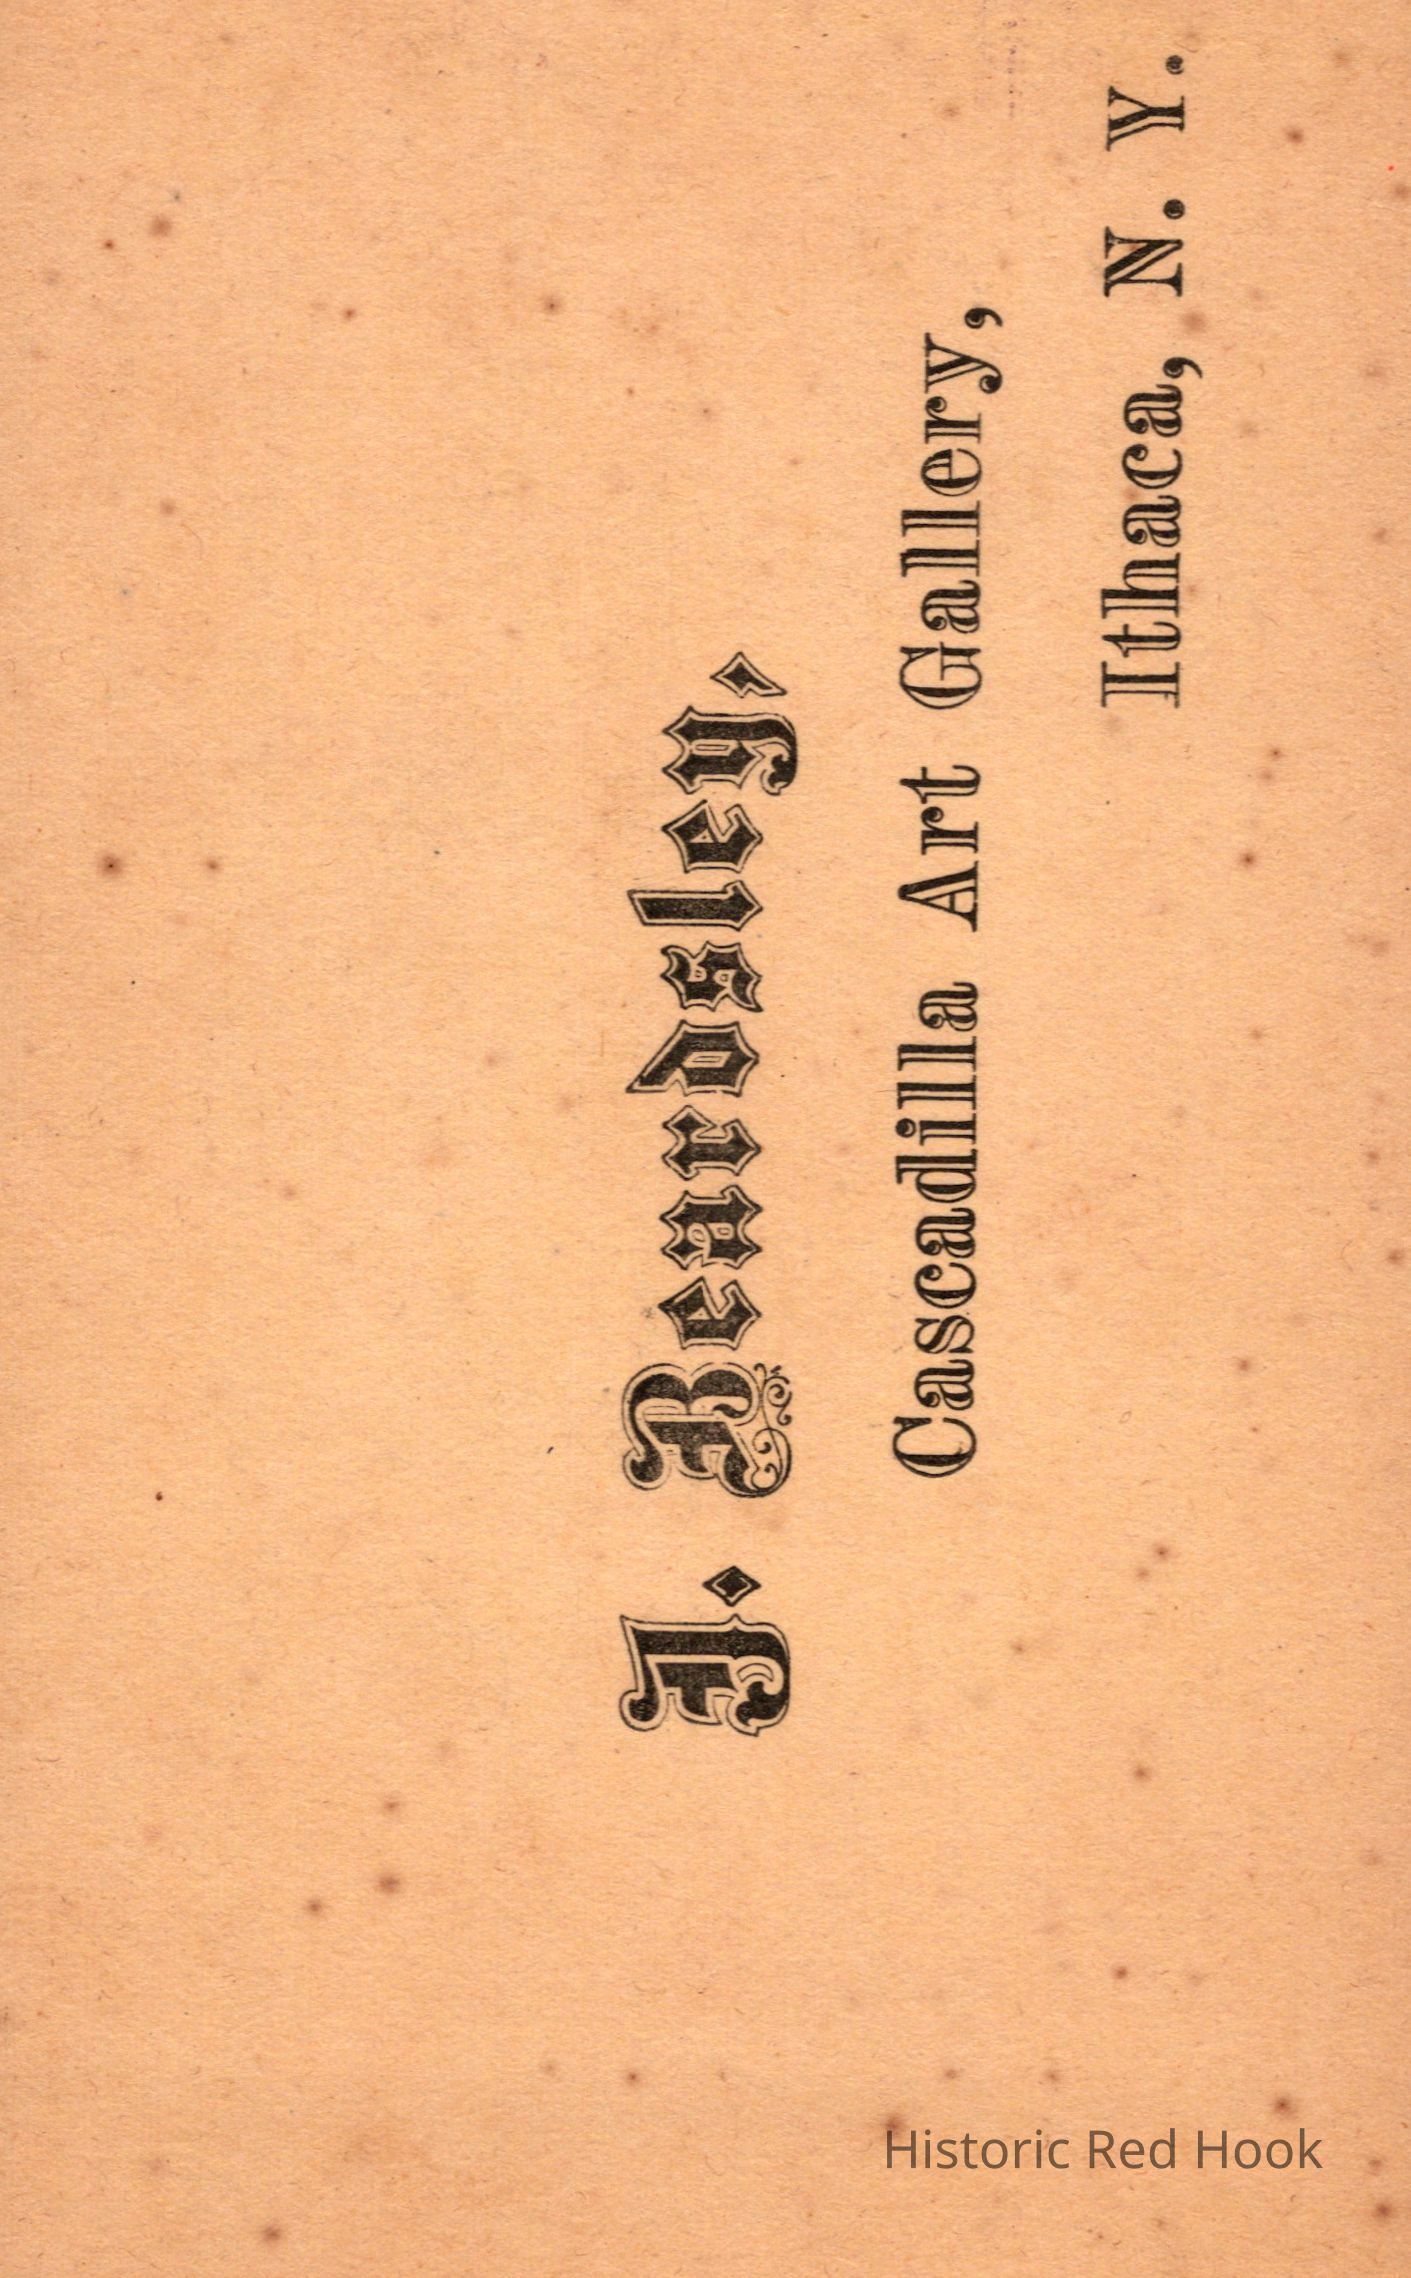 J. Beardsley,
Cascadilla Art Gallery,
Ithaca, N. Y.
Historic Red Hook